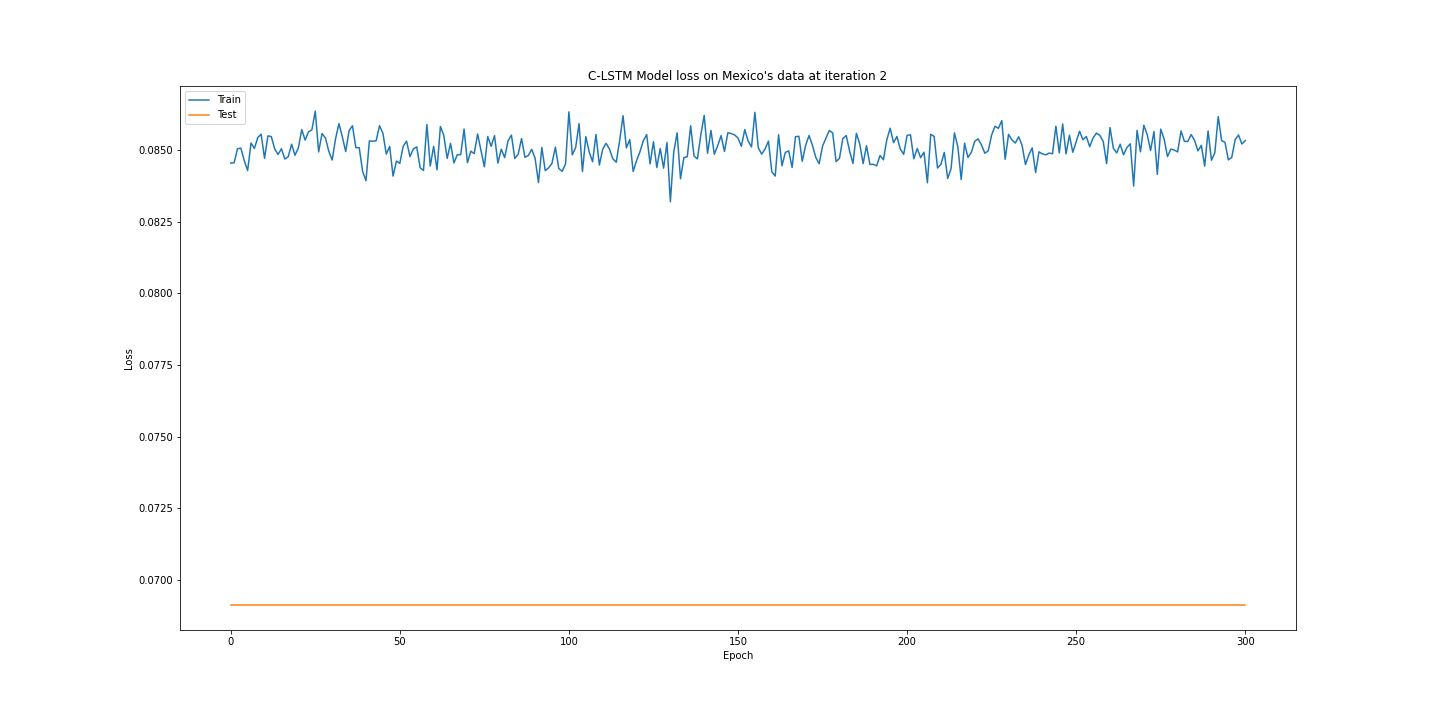 C-LSTM Model loss on Mexico's data at iteration 2
Train
Test
0.0850
0.0825
0.0800
0.0775
0.0750
0.0725
0.0700
Loss
0 50 100 150 200 250 300
Epoch